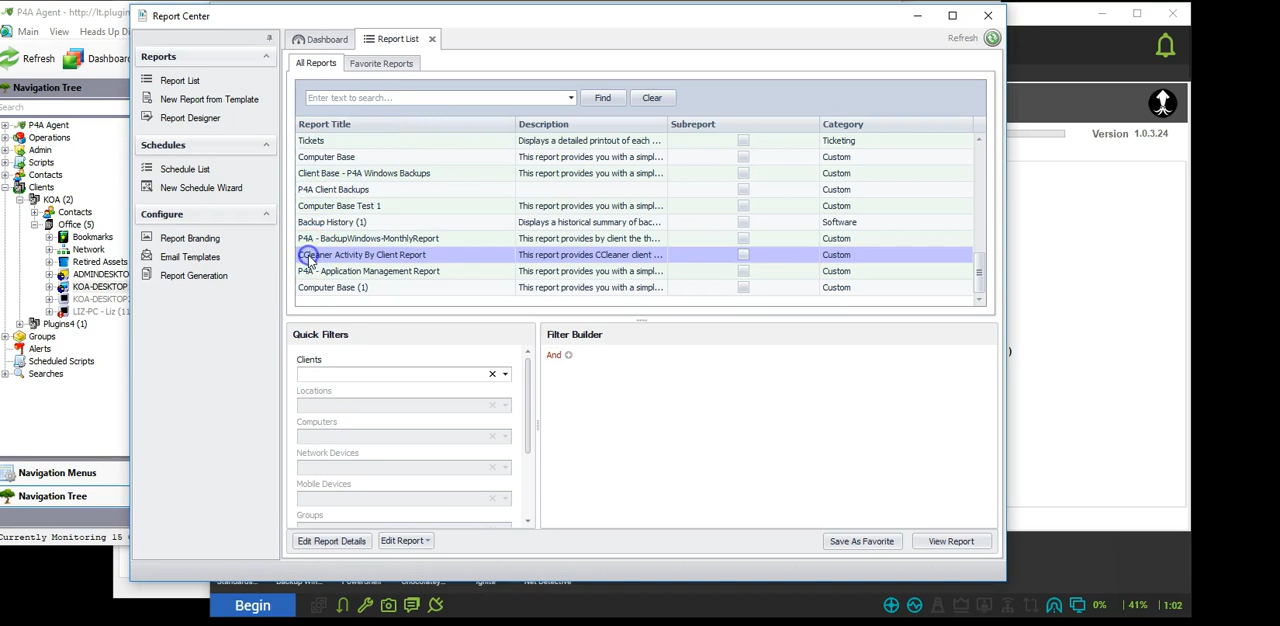 P4A Agent - http://lt.plugin
Main View Heads Up Di
Refresh Dashboar
Navigation Tree
Search
P4A Agent
Operations
Admin
Scripts
Contacts
Clients
KOA (2)
Contacts
Office (5)
Bookmarks
Network
Retired Assets
ADMINDESKTO
KOA-DESKTOP
KOA-DESKTOP
LIZ-PC - Liz (11
Plugins4 (1)
Groups
Alerts
Scheduled Scripts
Searches
Navigation Menus
Navigation Tree
Currently Monitoring 15
Report Center
Reports
Report List
New Report from Template
Report Designer
Schedules
Schedule List
New Schedule Wizard
Configure
Report Branding
Email Templates
Report Generation
Dashboard Report List
Refresh
All Reports Favorite Reports
Enter text to search... Find Clear
Report Title Description Subreport Category
Tickets Displays a detailed printout of each ... Ticketing
Computer Base This report provides you with a simpl... Custom
Client Base - P4A Windows Backups This report provides you with a simpl... Custom
P4A Client Backups Custom
Computer Base Test 1 This report provides you with a simpl... Custom
Backup History (1) Displays a historical summary of bac... Software
P4A - BackupWindows-MonthlyReport This report provides by client the th... Custom
CCleaner Activity By Client Report This report provides CCleaner client ... Custom
P4A - Application Management Report This report provides you with a simpl... Custom
Computer Base (1) This report provides you with a simpl... Custom
Quick Filters
Clients
Locations
Computers
Network Devices
Mobile Devices
Groups
Filter Builder
And
Edit Report Details Edit Report Save As Favorite View Report
Version 1.0.3.24
)
Begin
0% 41% 1:02